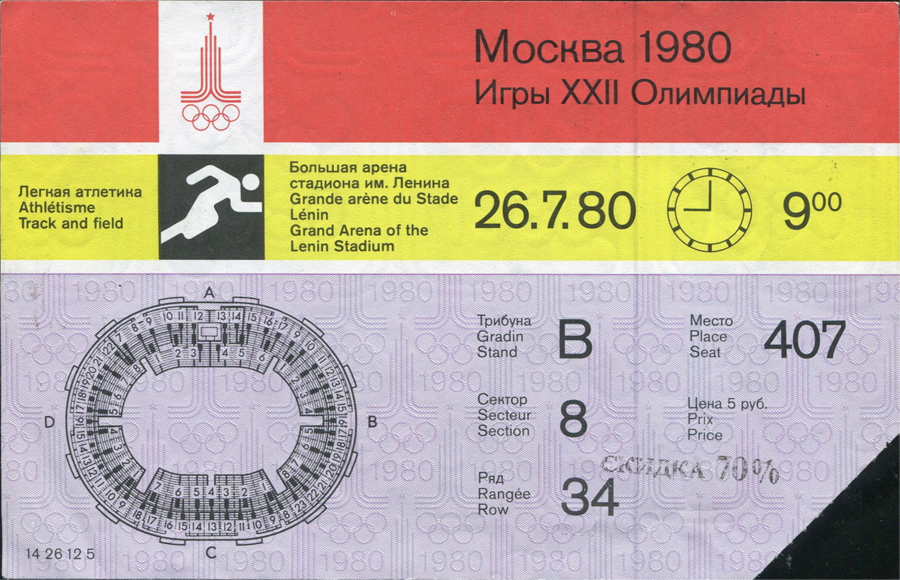 Москва 1980
Игры XXII Олимпиады
Легкая атлетика
Athlétisme
Track and field
Большая арена
стадиона им. Ленина
Grande arène du Stade
Lénin
Grand Arena of the
Lenin Stadium
26.7.80
9⁰⁰
A
B
C
D
Трибуна
Gradin
Stand
B
Место
Place
Seat
407
Сектор
Secteur
Section
8
Цена 5 руб.
Prix
Price
СКИДКА 70%
Ряд
Rangée
Row
34
14 26 12 5